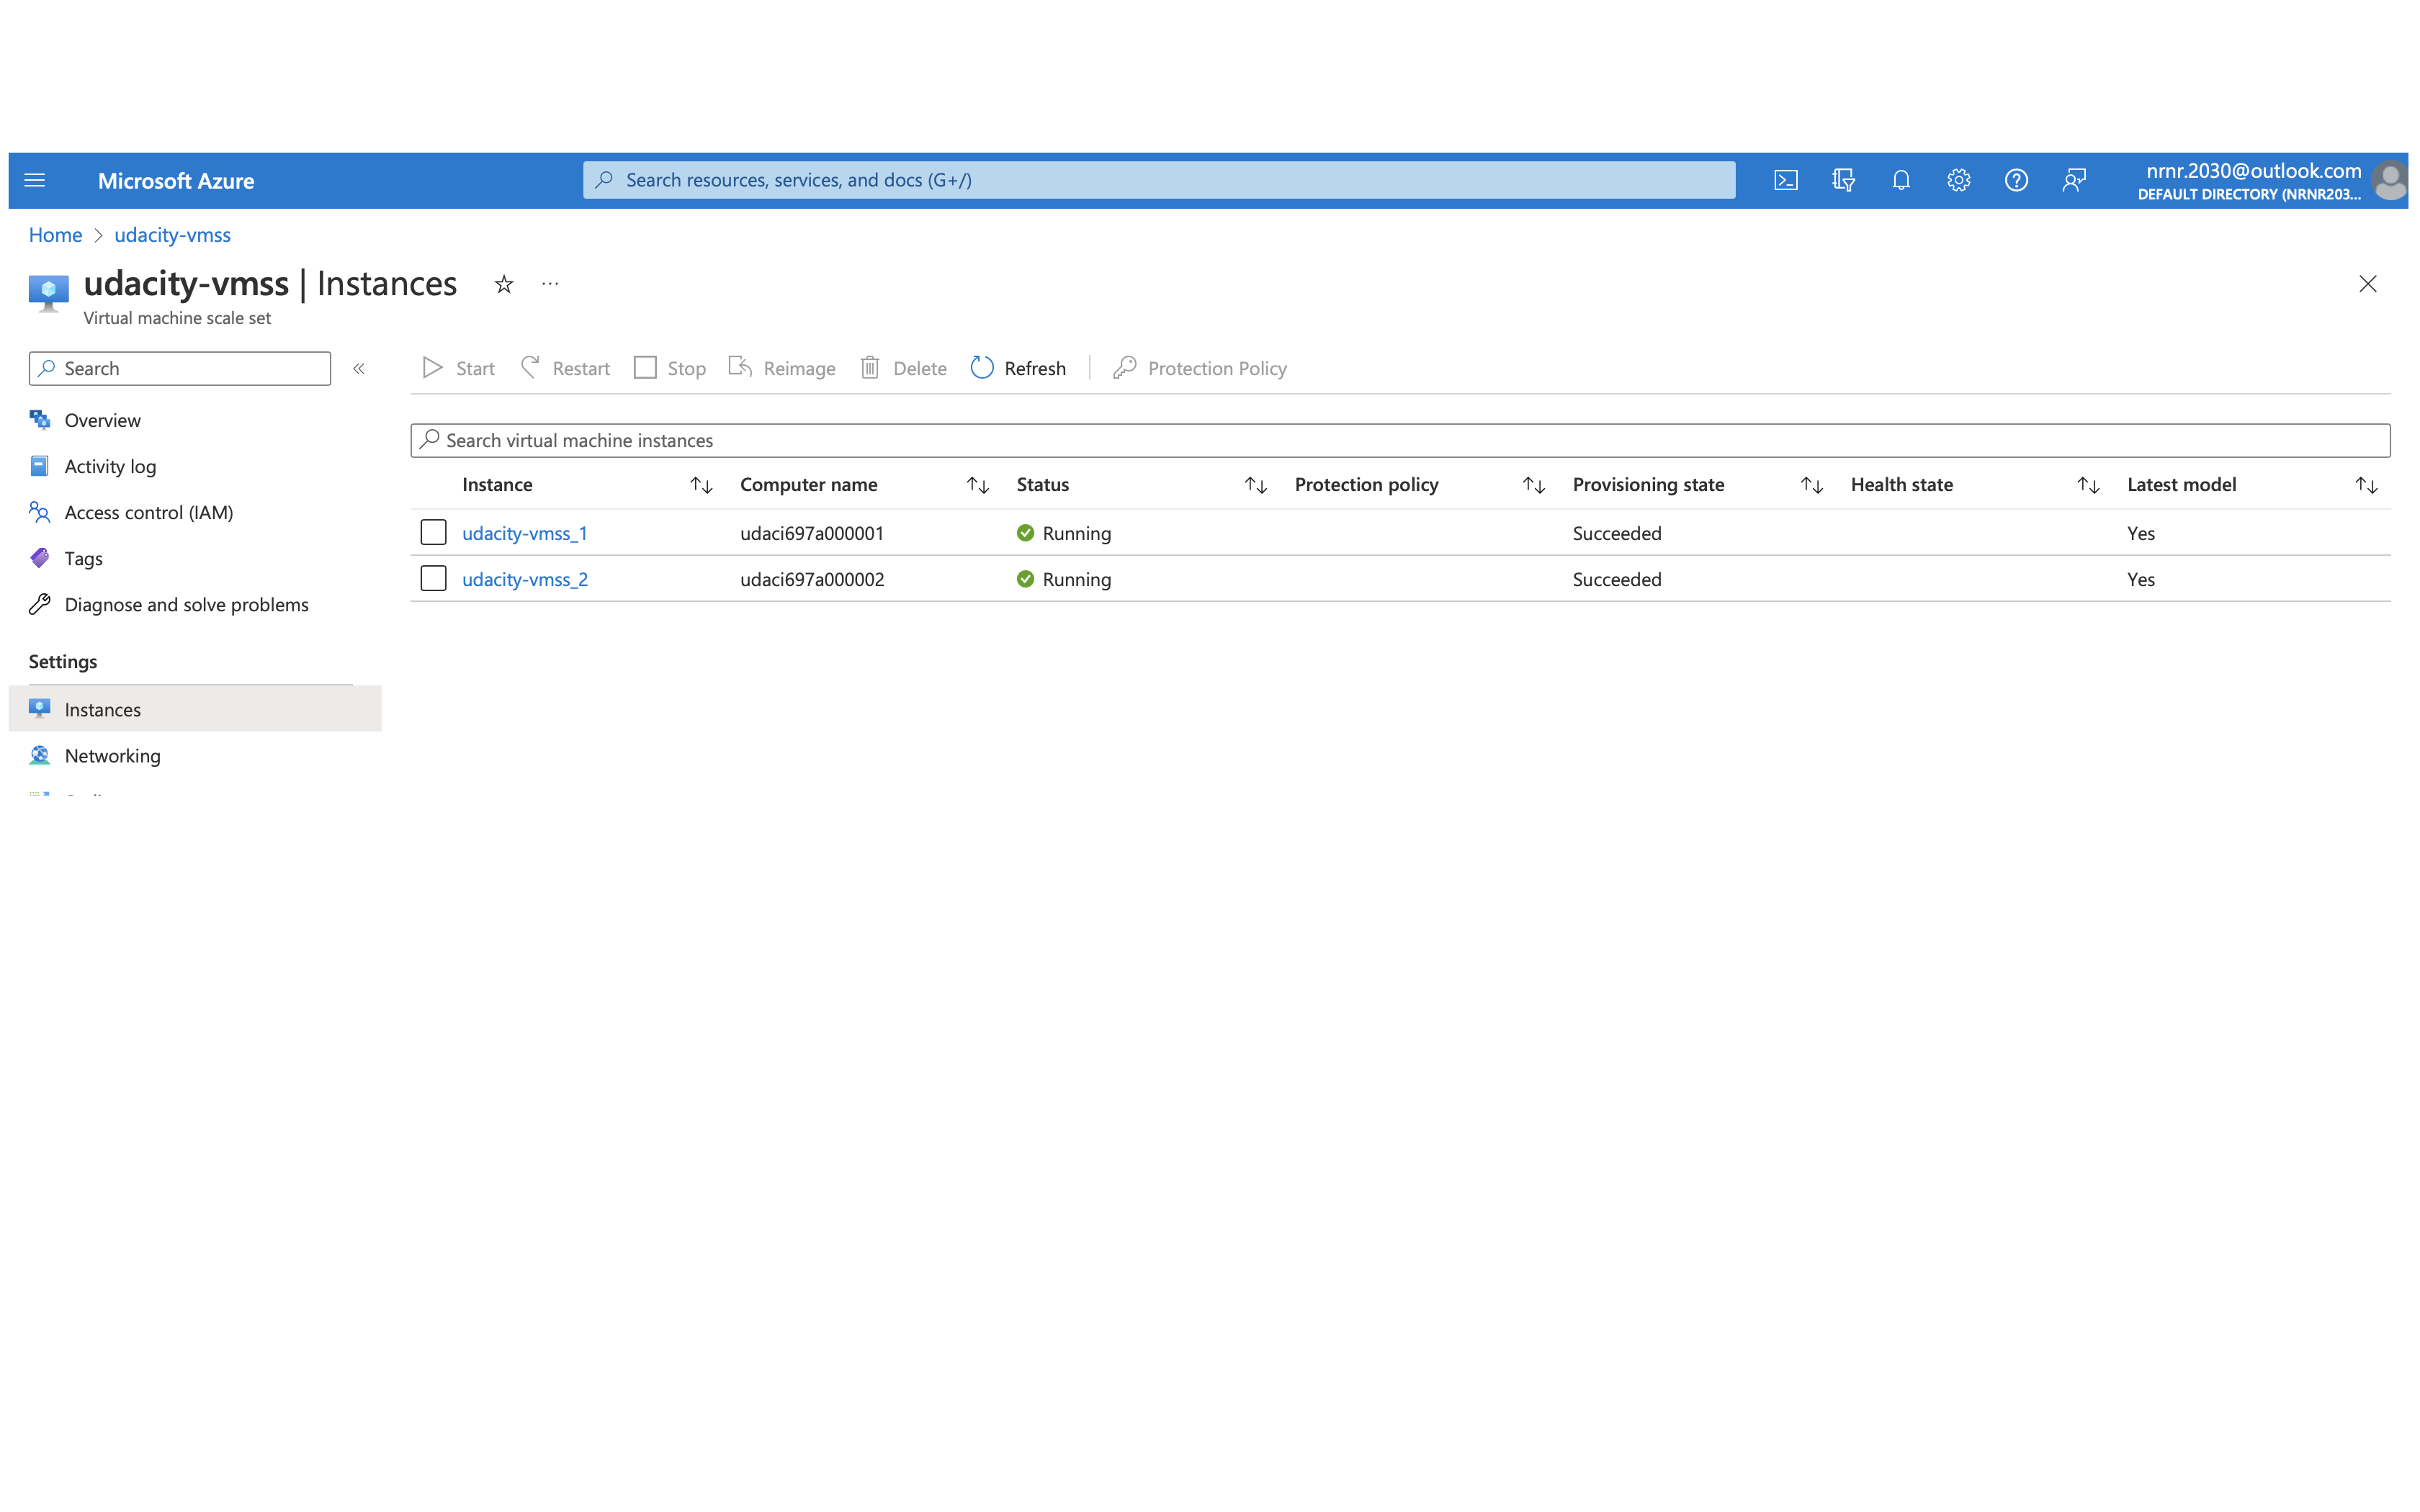 Microsoft Azure
Search resources, services, and docs (G+/)
nrnr.2030@outlook.com
DEFAULT DIRECTORY (NRNR203...
Home > udacity-vmss
udacity-vmss | Instances
Virtual machine scale set
Search
Start Restart Stop Reimage Delete Refresh Protection Policy
Overview
Activity log
Access control (IAM)
Tags
Diagnose and solve problems
Settings
Instances
Networking
Search virtual machine instances
Instance Computer name Status Protection policy Provisioning state Health state Latest model
udacity-vmss_1 udaci697a000001 Running Succeeded Yes
udacity-vmss_2 udaci697a000002 Running Succeeded Yes